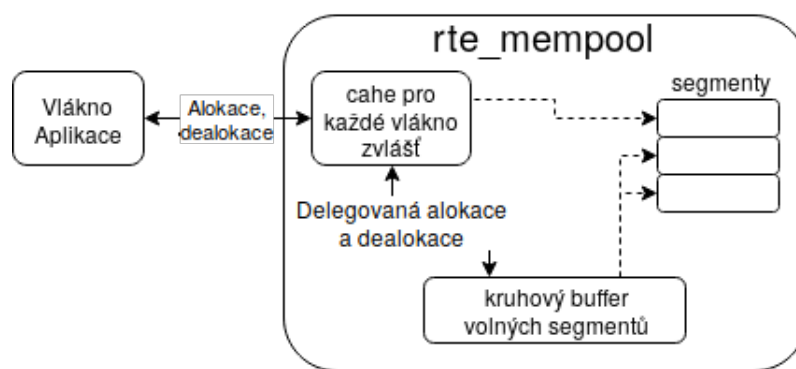 rte_mempool
Vlákno
Aplikace
Alokace,
dealokace
cahe pro
každé vlákno
zvlášť
segmenty
Delegovaná alokace
a dealokace
kruhový buffer
volných segmentů